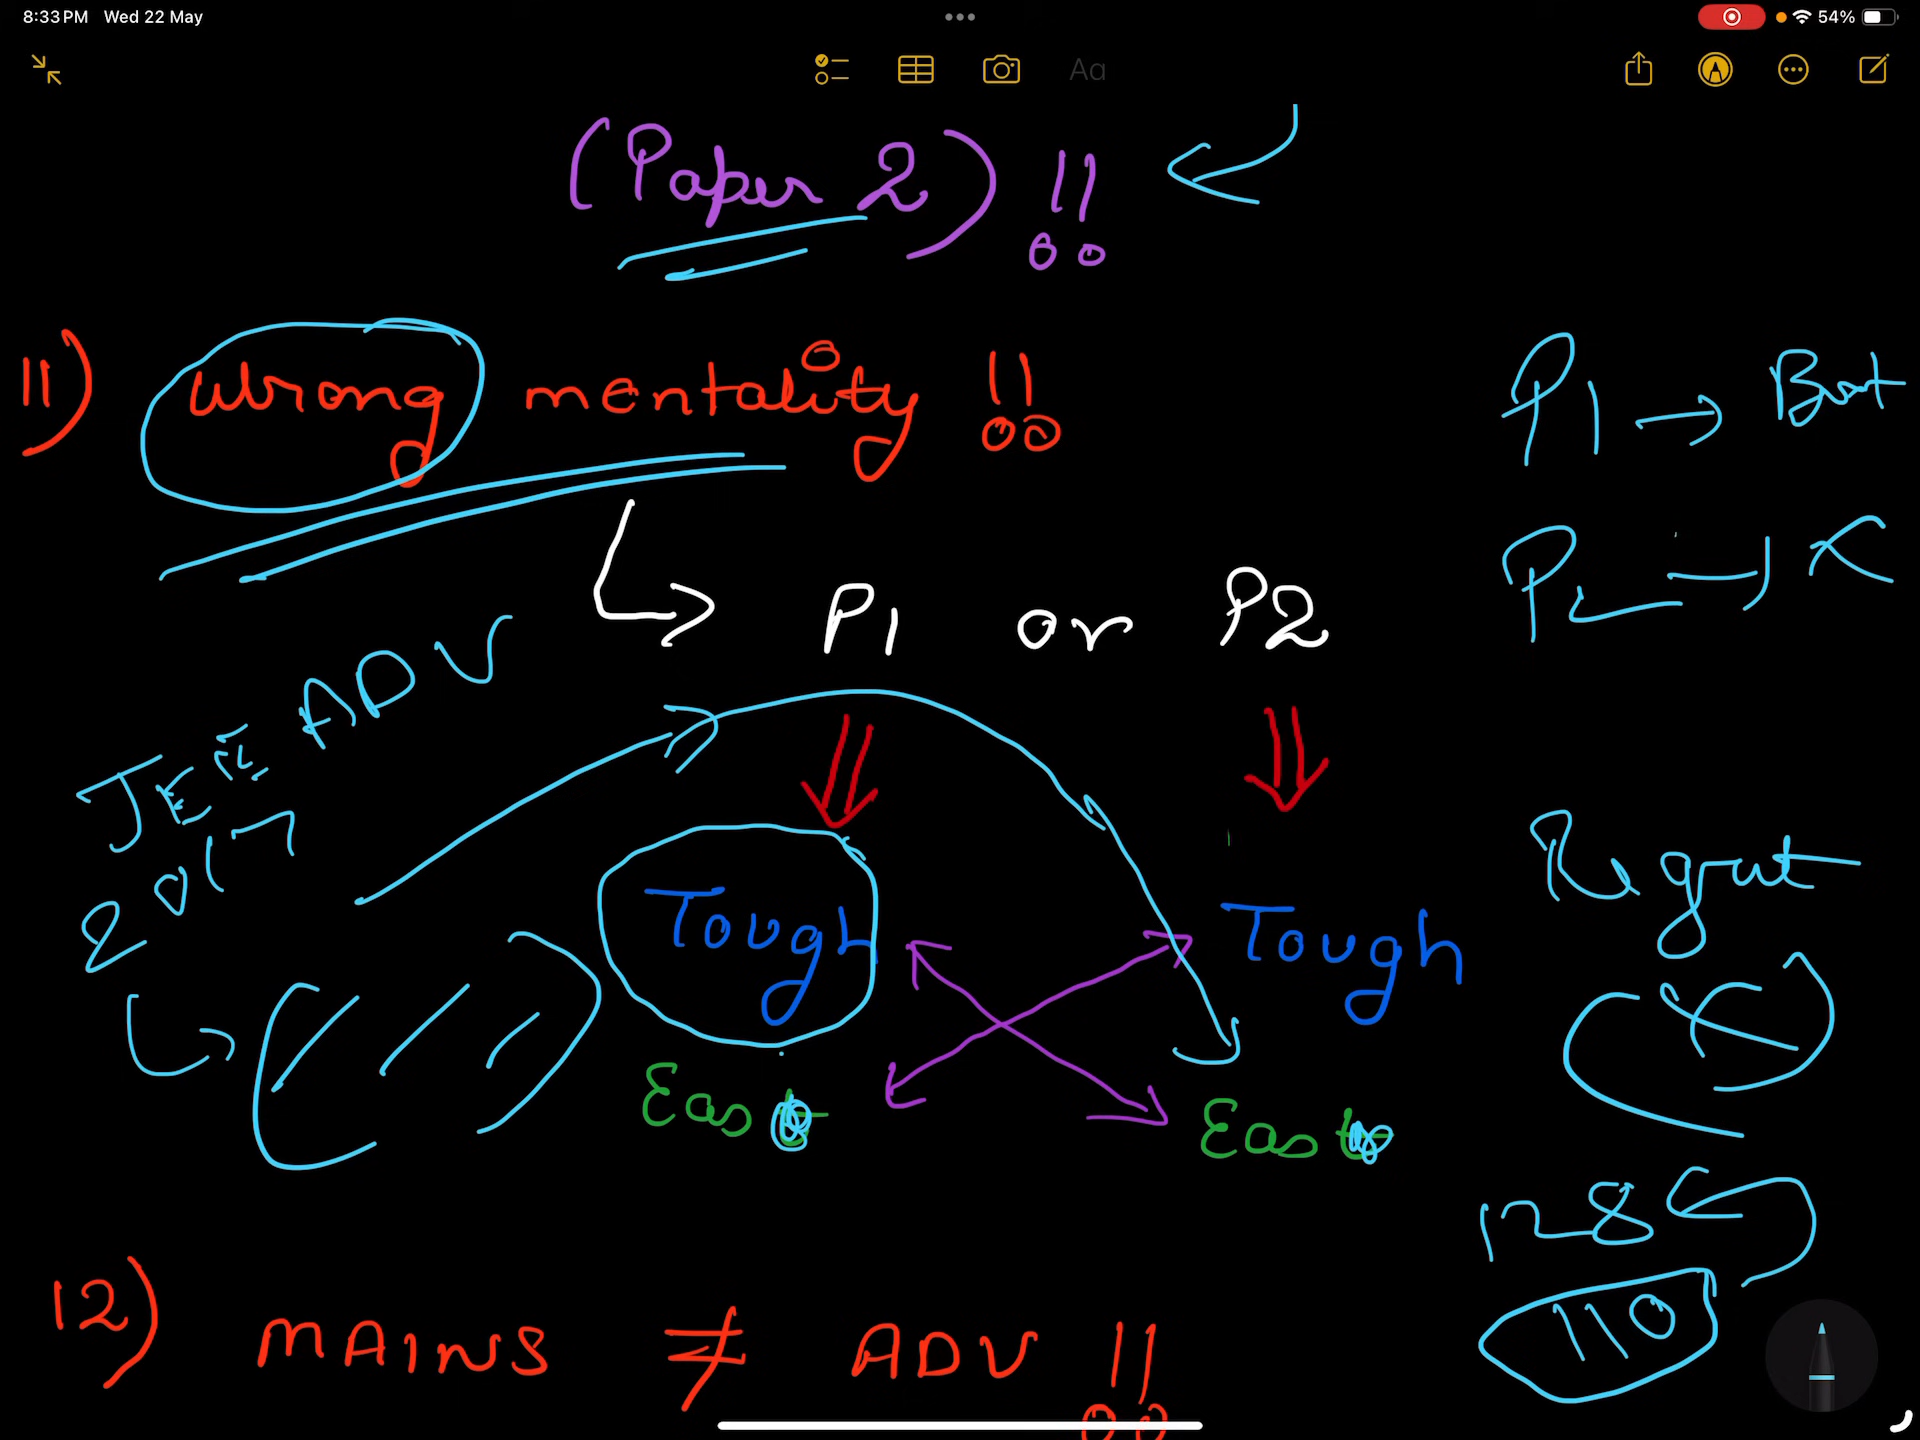 8:33 PM Wed 22 May
54%
Aa
(Paper 2) !!
11) Wrong mentality !!
P1 →
P2 →
P1 or P2
JEE ADV
2017
Tough Tough
Regret
Easy Easy
128
110
12) MAINS ≠ ADV !!